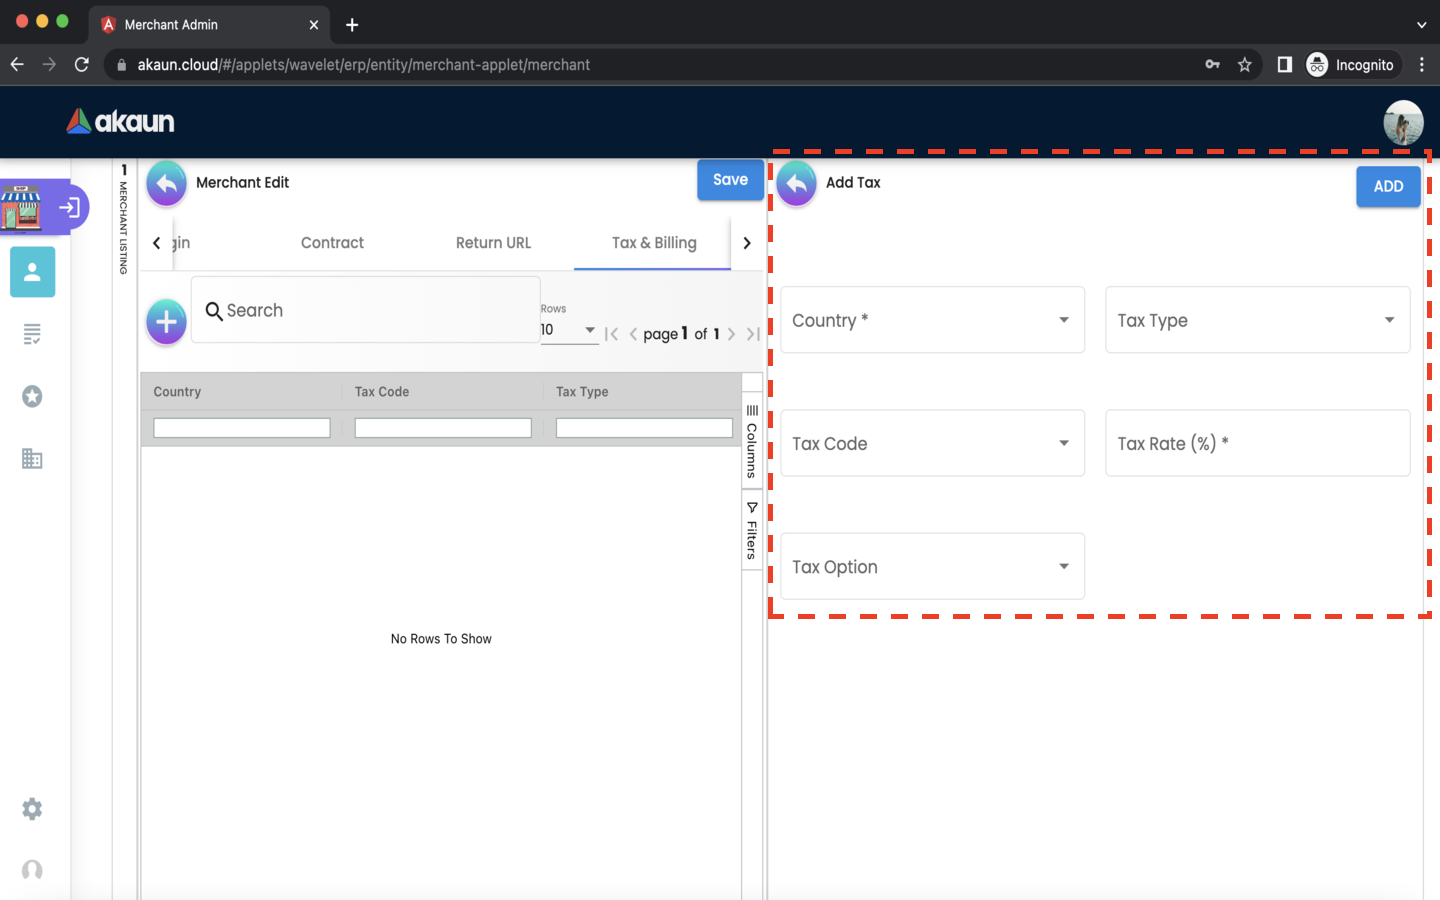 Merchant Admin
akaun.cloud/#/applets/wavelet/erp/entity/merchant-applet/merchant
Incognito
akaun
SHOP
1 MERCHANT LISTING
Merchant Edit
Save
gin
Contract
Return URL
Tax & Billing
Search
Rows
10
page 1 of 1
Country
Tax Code
Tax Type
Columns
Filters
No Rows To Show
Add Tax
ADD
Country *
Tax Type
Tax Code
Tax Rate (%) *
Tax Option